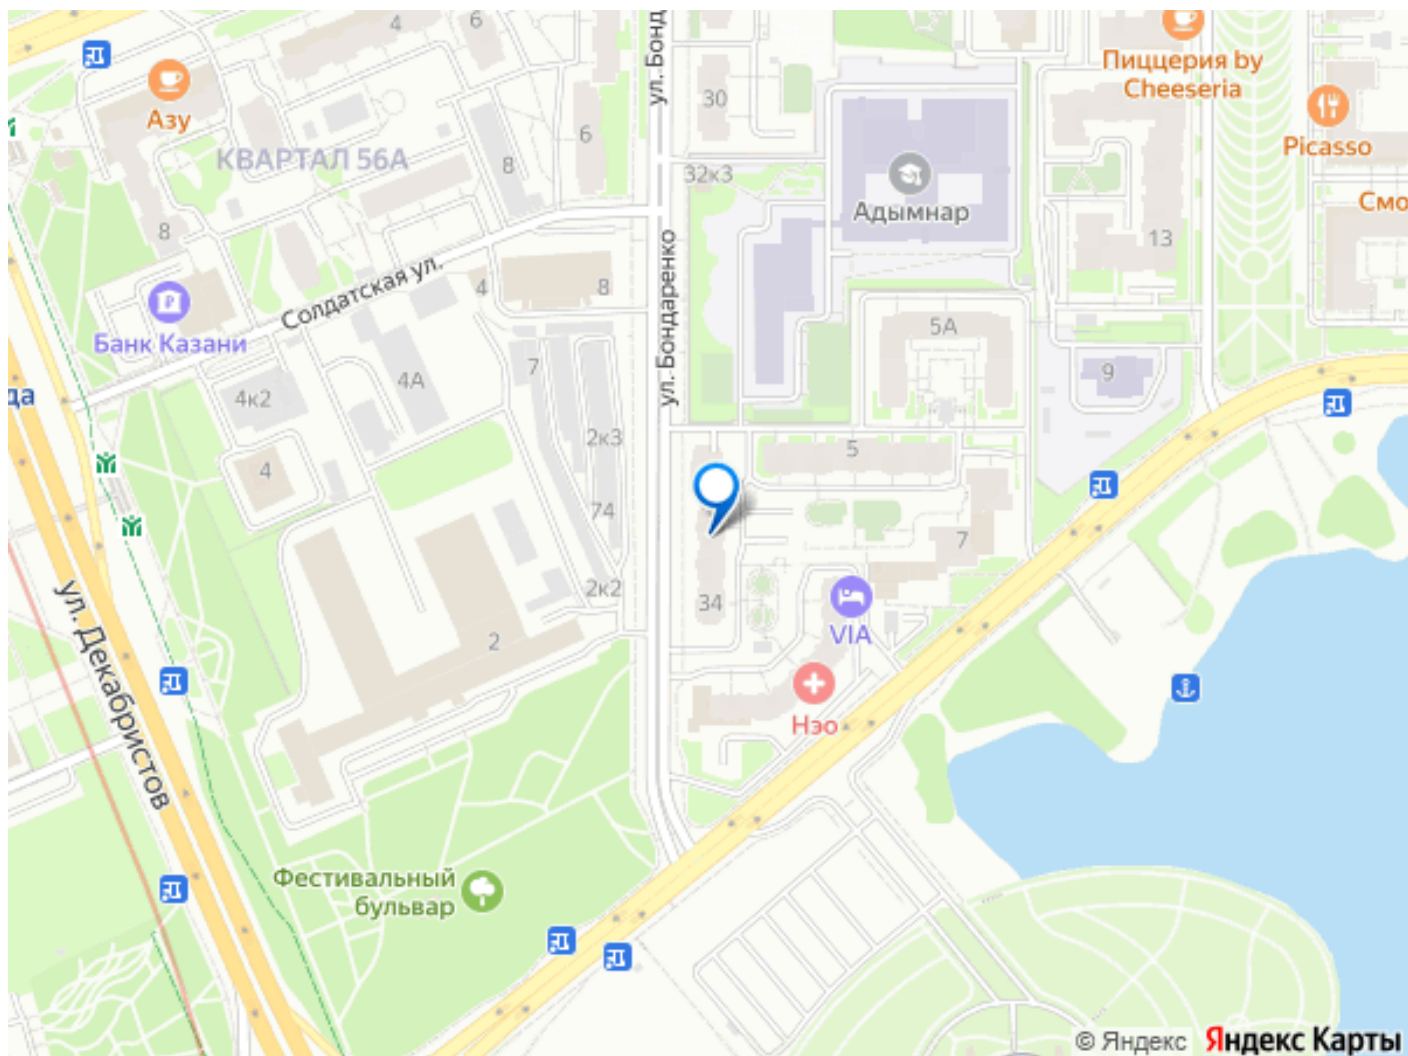 4
6
ул. Бонд
Пиццерия by
Cheeseria
30
Азу
6
Picasso
КВАРТАЛ 56А
8
32к3
Адымнар
Смо
8
13
Солдатская ул.
4
8
ул. Бондаренко
Банк Казани
5А
7
9
4А
да
4к2
2к3
5
4
74
7
2к2
34
VIA
2
ул. Декабристов
Нэо
Фестивальный
бульвар
© Яндекс Яндекс Карты